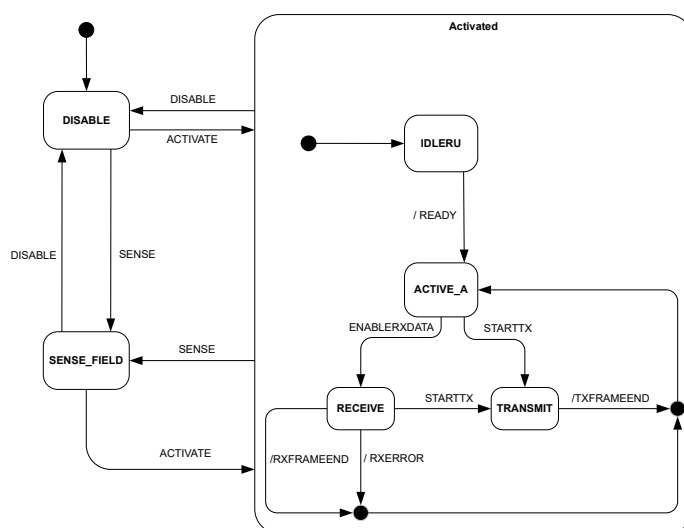 Activated
DISABLE
DISABLE
ACTIVATE
IDLERU
/ READY
DISABLE
SENSE
ACTIVE_A
ENABLERXDATA
STARTTX
SENSE_FIELD
SENSE
RECEIVE
STARTTX
TRANSMIT
/TXFRAMEEND
ACTIVATE
/RXFRAMEEND
/ RXERROR